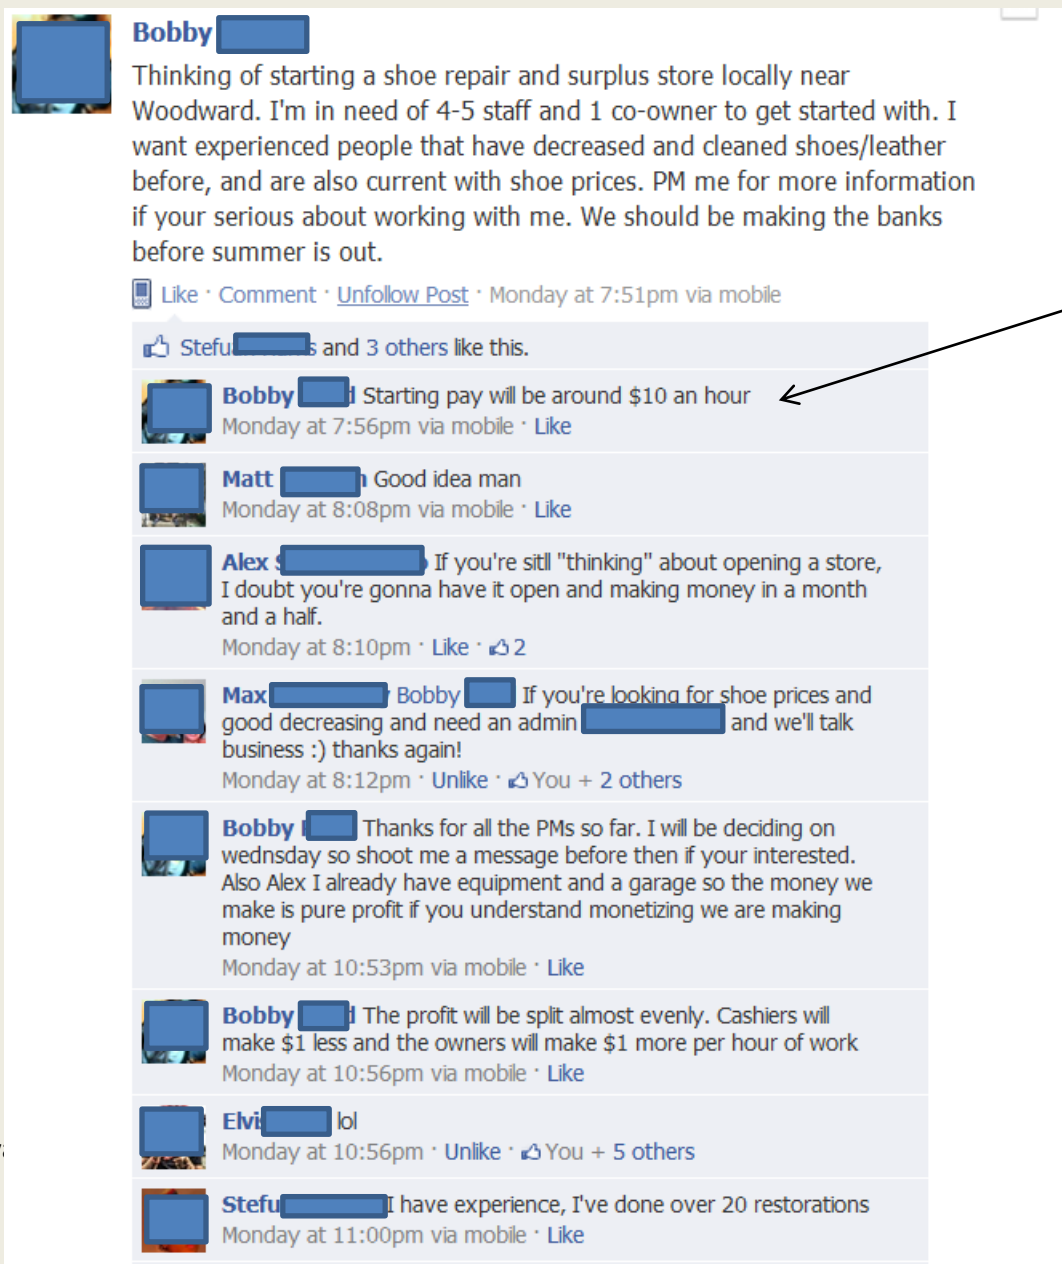 Bobby
Thinking of starting a shoe repair and surplus store locally near
Woodward. I'm in need of 4-5 staff and 1 co-owner to get started with. I
want experienced people that have decreased and cleaned shoes/leather
before, and are also current with shoe prices. PM me for more information
if your serious about working with me. We should be making the banks
before summer is out.
Like · Comment · Unfollow Post · Monday at 7:51pm via mobile
Stefu s and 3 others like this.
Bobby d Starting pay will be around $10 an hour
Monday at 7:56pm via mobile · Like
Matt n Good idea man
Monday at 8:08pm via mobile · Like
Alex S If you're sitll "thinking" about opening a store,
I doubt you're gonna have it open and making money in a month
and a half.
Monday at 8:10pm · Like · 2
Max Bobby If you're looking for shoe prices and
good decreasing and need an admin and we'll talk
business :) thanks again!
Monday at 8:12pm · Unlike · You + 2 others
Bobby Thanks for all the PMs so far. I will be deciding on
wednsday so shoot me a message before then if your interested.
Also Alex I already have equipment and a garage so the money we
make is pure profit if you understand monetizing we are making
money
Monday at 10:53pm via mobile · Like
Bobby d The profit will be split almost evenly. Cashiers will
make $1 less and the owners will make $1 more per hour of work
Monday at 10:56pm via mobile · Like
Elvis lol
Monday at 10:56pm · Unlike · You + 5 others
Stefu I have experience, I've done over 20 restorations
Monday at 11:00pm via mobile · Like